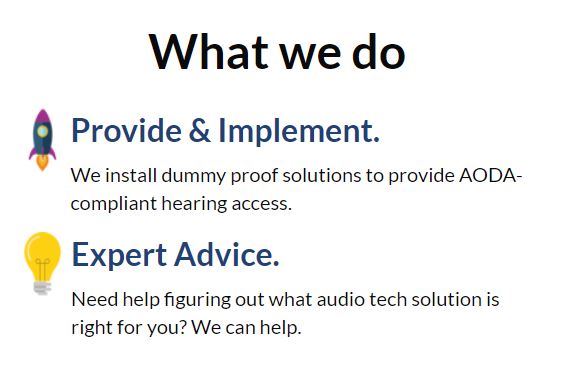 What we do
Provide & Implement.
We install dummy proof solutions to provide AODA-
compliant hearing access.
Expert Advice.
Need help figuring out what audio tech solution is
right for you? We can help.